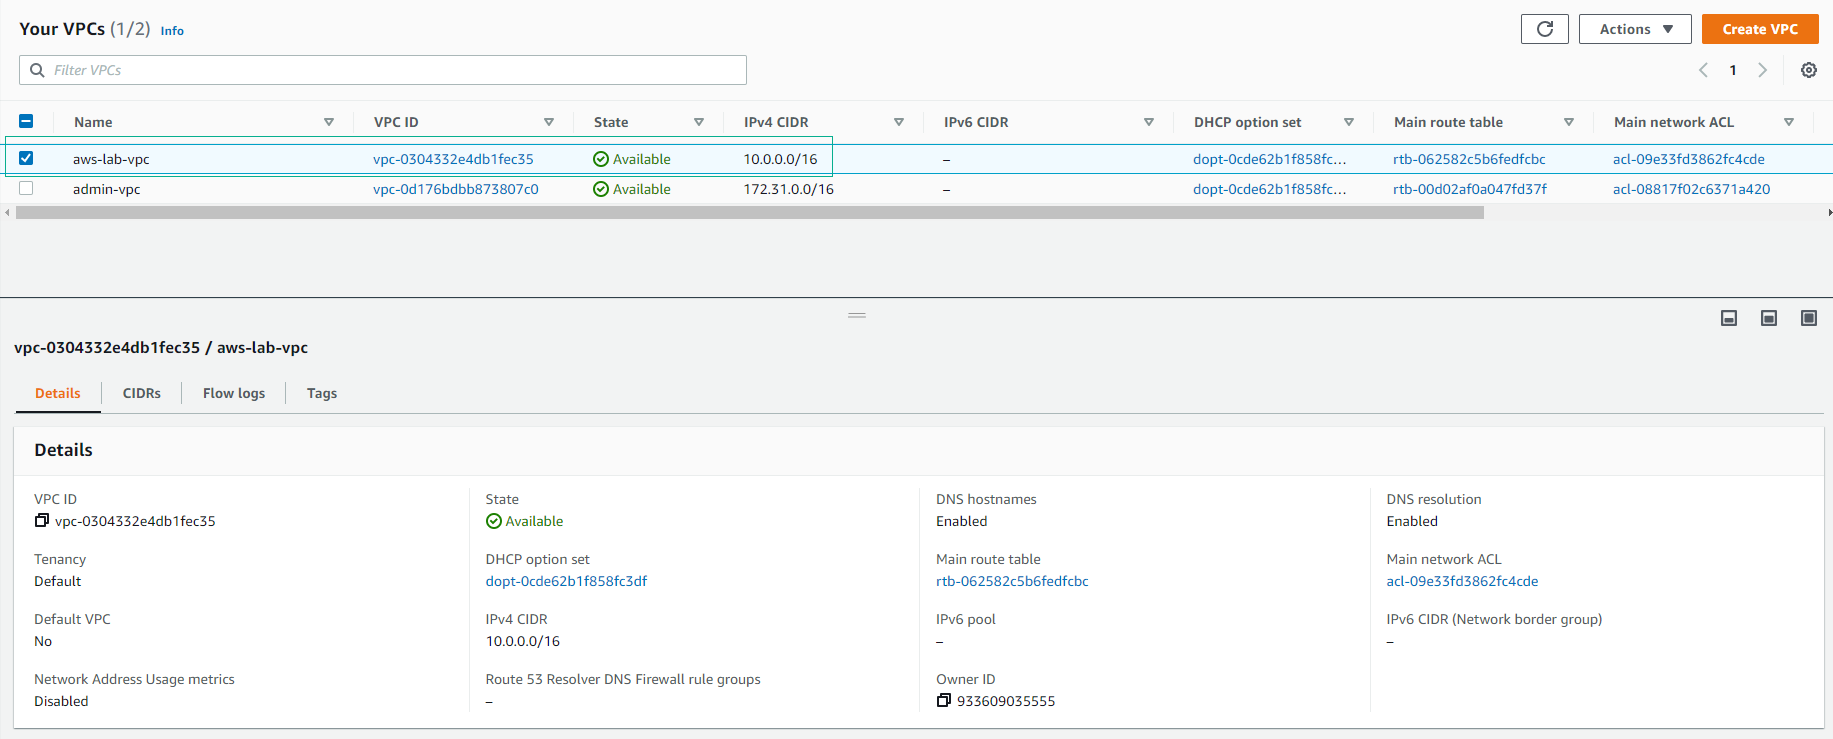 Your VPCs (1/2) Info
Actions
Create VPC
Filter VPCs
1
Name VPC ID State IPv4 CIDR IPv6 CIDR DHCP option set Main route table Main network ACL
aws-lab-vpc vpc-0304332e4db1fec35 Available 10.0.0.0/16 – dopt-0cde62b1f858fc... rtb-062582c5b6fedfcbc acl-09e33fd3862fc4cde
admin-vpc vpc-0d176bdbb873807c0 Available 172.31.0.0/16 – dopt-0cde62b1f858fc... rtb-00d02af0a047fd37f acl-08817f02c6371a420
vpc-0304332e4db1fec35 / aws-lab-vpc
Details CIDRs Flow logs Tags
Details
VPC ID State DNS hostnames DNS resolution
vpc-0304332e4db1fec35 Available Enabled Enabled
Tenancy DHCP option set Main route table Main network ACL
Default dopt-0cde62b1f858fc3df rtb-062582c5b6fedfcbc acl-09e33fd3862fc4cde
Default VPC IPv4 CIDR IPv6 pool IPv6 CIDR (Network border group)
No 10.0.0.0/16 – –
Network Address Usage metrics Route 53 Resolver DNS Firewall rule groups Owner ID
Disabled – 933609035555